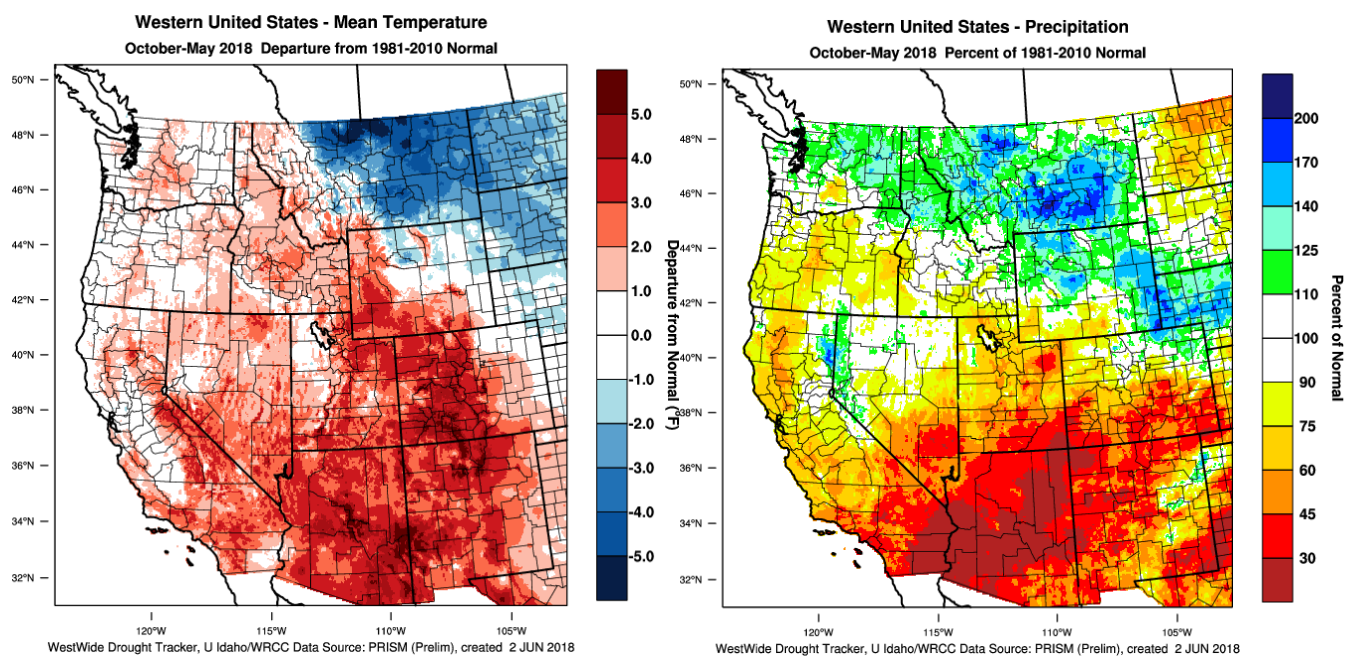 Western United States - Mean Temperature
October-May 2018 Departure from 1981-2010 Normal
50°N
48°N
46°N
44°N
42°N
40°N
38°N
36°N
34°N
32°N
120°W
115°W
110°W
105°W
5.0
4.0
3.0
2.0
1.0
0.0
-1.0
-2.0
-3.0
-4.0
-5.0
Departure from Normal (°F)
WestWide Drought Tracker, U Idaho/WRCC Data Source: PRISM (Prelim), created 2 JUN 2018
Western United States - Precipitation
October-May 2018 Percent of 1981-2010 Normal
50°N
48°N
46°N
44°N
42°N
40°N
38°N
36°N
34°N
32°N
120°W
115°W
110°W
105°W
200
170
140
125
110
100
90
75
60
45
30
Percent of Normal
WestWide Drought Tracker, U Idaho/WRCC Data Source: PRISM (Prelim), created 2 JUN 2018